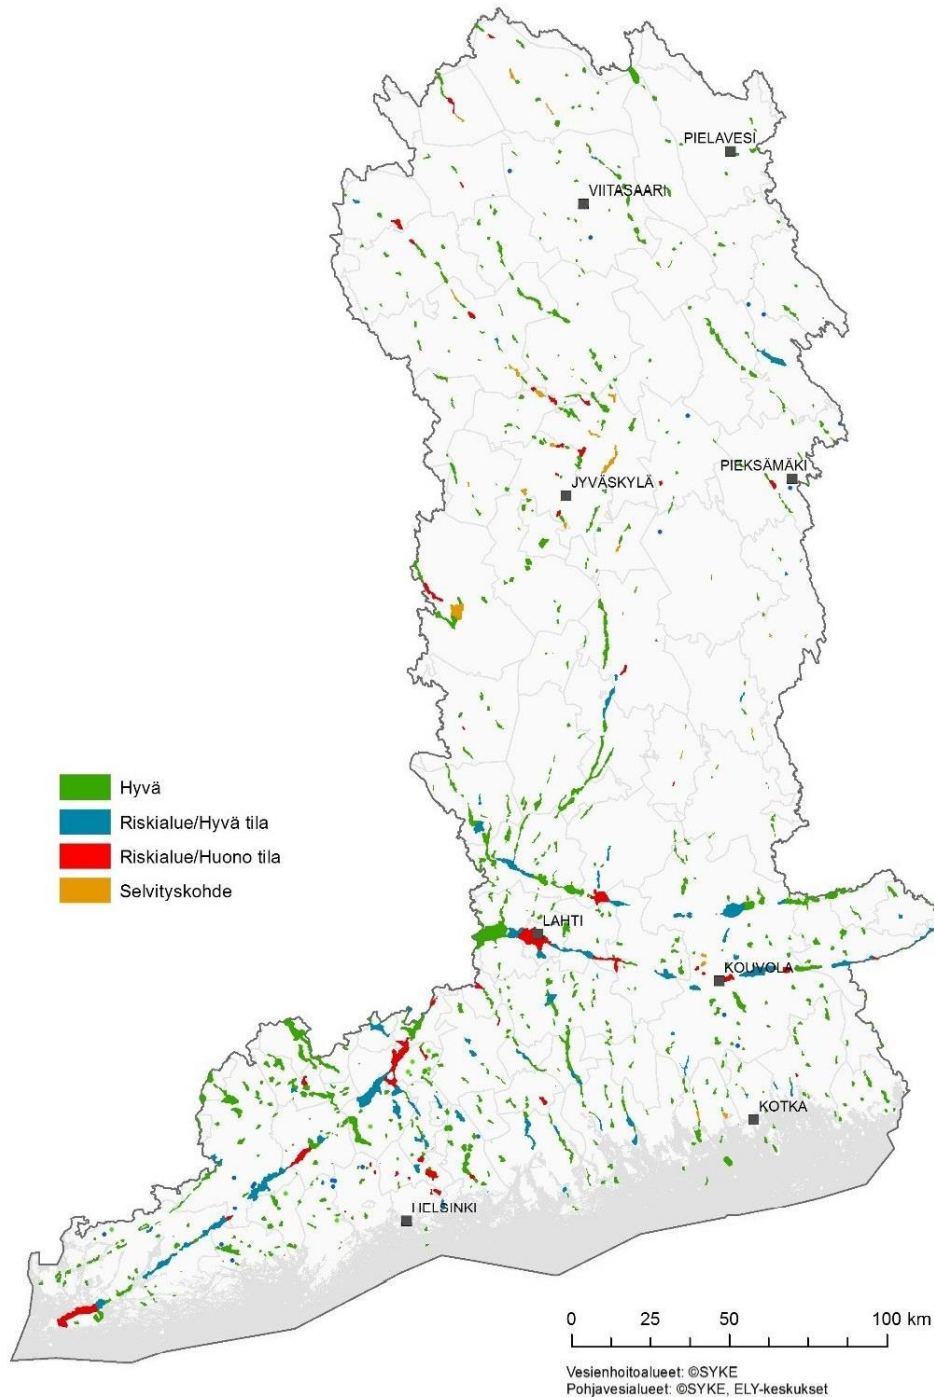 PIELAVESI
VIITASAARI
PIEKSÄMÄKI
JYVÄSKYLÄ
Hyvä
Riskialue/Hyvä tila
Riskialue/Huono tila
Selvityskohde
LAHTI
KOUVOLA
KOTKA
HELSINKI
0 25 50 100 km
Vesienhoitoalueet: ©SYKE
Pohjavesialueet: ©SYKE, ELY-keskukset